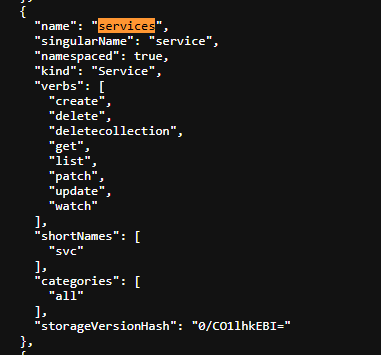 {
"name": "services",
"singularName": "service",
"namespaced": true,
"kind": "Service",
"verbs": [
"create",
"delete",
"deletecollection",
"get",
"list",
"patch",
"update",
"watch"
],
"shortNames": [
"svc"
],
"categories": [
"all"
],
"storageVersionHash": "0/CO1lhkEBI="
},